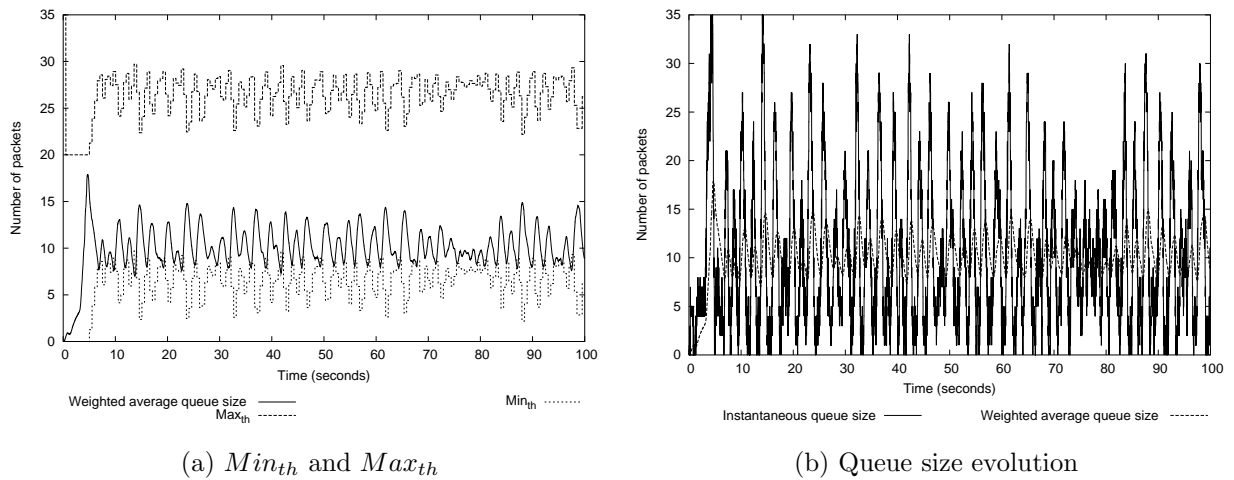 35
30
25
20
15
10
5
0
Number of packets
0 10 20 30 40 50 60 70 80 90 100
Time (seconds)
Weighted average queue size
Max_th
Min_th
(a) Min_th and Max_th
35
30
25
20
15
10
5
0
Number of packets
0 10 20 30 40 50 60 70 80 90 100
Time (seconds)
Instantaneous queue size
Weighted average queue size
(b) Queue size evolution